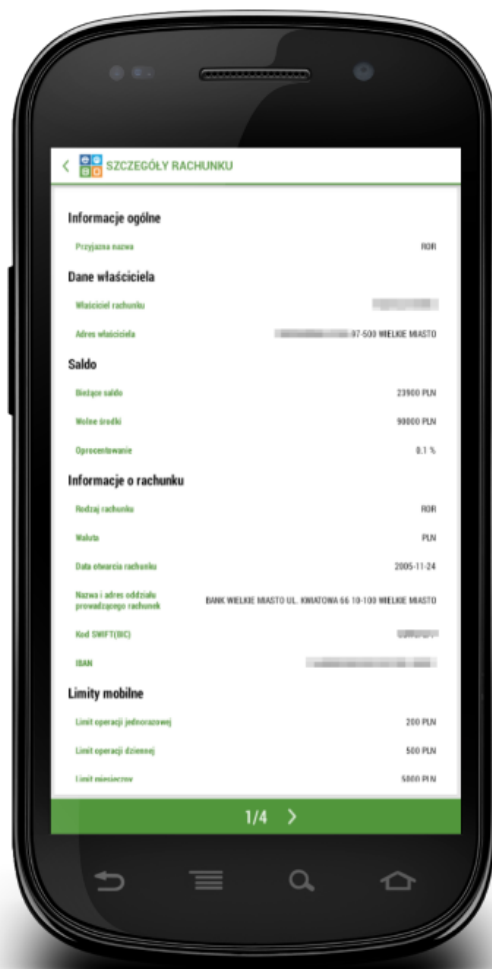 SZCZEGÓŁY RACHUNKU
Informacje ogólne
Przyjazna nazwa ROR
Dane właściciela
Właściciel rachunku
Adres właściciela 97-500 WIELKIE MIASTO
Saldo
Bieżące saldo 23900 PLN
Wolne środki 90000 PLN
Oprocentowanie 0.1 %
Informacje o rachunku
Rodzaj rachunku ROR
Waluta PLN
Data otwarcia rachunku 2005-11-24
Nazwa i adres oddziału
prowadzącego rachunek BANK WIELKIE MIASTO UL. KWIATOWA 66 10-100 WIELKIE MIASTO
Kod SWIFT(BIC)
IBAN
Limity mobilne
Limit operacji jednorazowej 200 PLN
Limit operacji dziennej 500 PLN
Limit miesięczny 5000 PLN
1/4